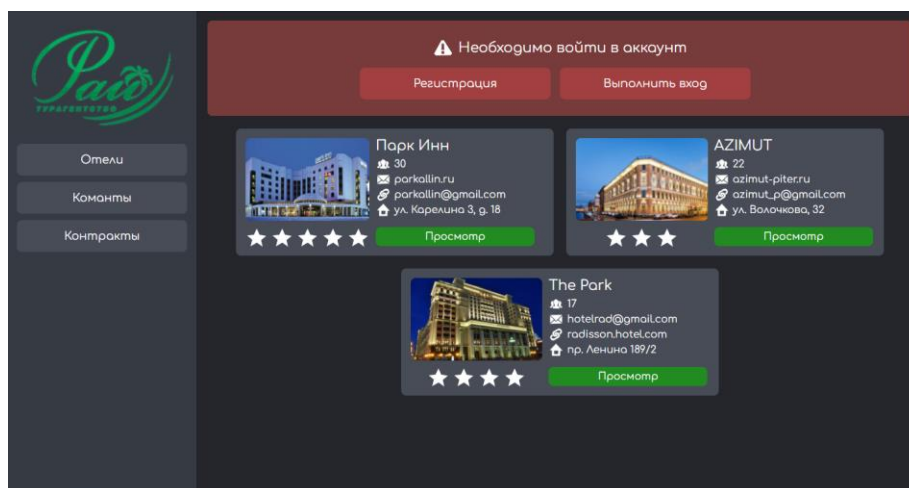 Рай
ТУРАГЕНТСТВО
Отели
Команты
Контракты
Необходимо войти в аккаунт
Регистрация
Выполнить вход
Парк Инн
30
parkallin.ru
parkallin@gmail.com
ул. Карелина 3, д. 18
Просмотр
AZIMUT
22
azimut-piter.ru
azimut_p@gmail.com
ул. Волочкова, 32
Просмотр
The Park
17
hotelrad@gmail.com
radisson.hotel.com
пр. Ленина 189/2
Просмотр